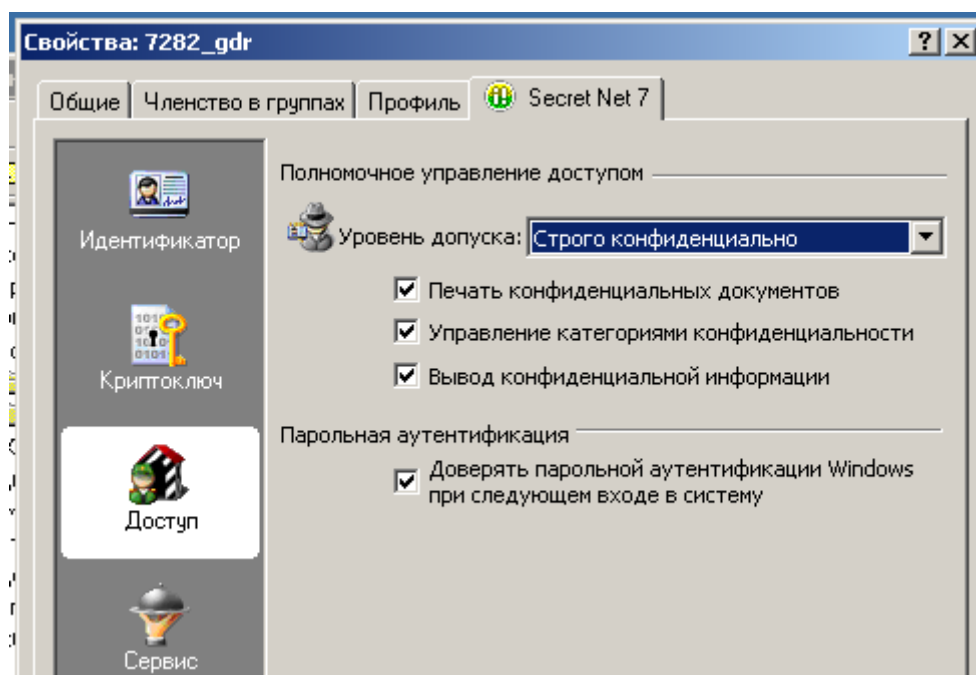 Свойства: 7282_gdr
Общие
Членство в группах
Профиль
Secret Net 7
Идентификатор
Криптоключ
Доступ
Сервис
Полномочное управление доступом
Уровень допуска: Строго конфиденциально
Печать конфиденциальных документов
Управление категориями конфиденциальности
Вывод конфиденциальной информации
Парольная аутентификация
Доверять парольной аутентификации Windows
при следующем входе в систему